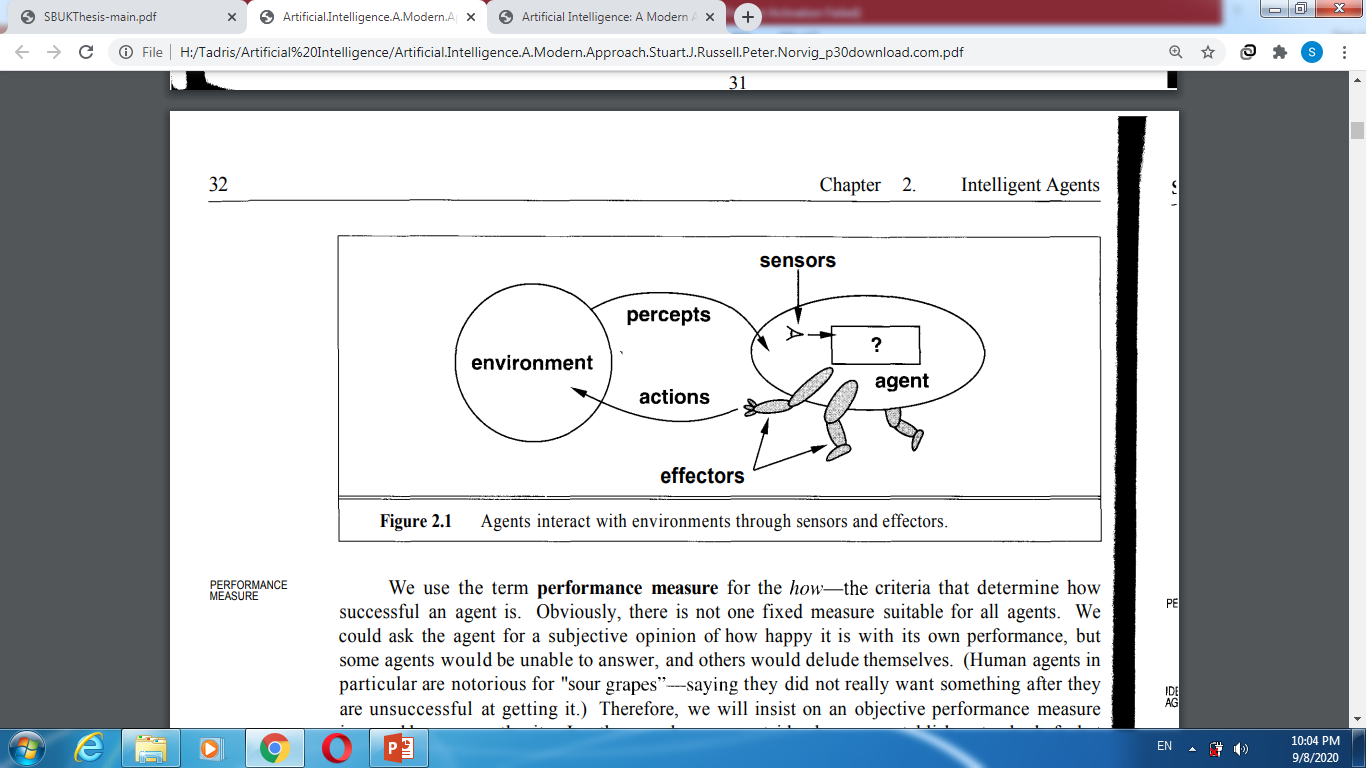 SBUKThesis-main.pdf
Artificial.Intelligence.A.Modern.A
Artificial Intelligence: A Modern A
File
H:/Tadris/Artificial%20Intelligence/Artificial.Intelligence.A.Modern.Approach.Stuart.J.Russell.Peter.Norvig_p30download.com.pdf
S
31
32 Chapter 2. Intelligent Agents
sensors
percepts
environment
?
agent
actions
effectors
Figure 2.1 Agents interact with environments through sensors and effectors.
PERFORMANCE
MEASURE
We use the term performance measure for the how—the criteria that determine how
successful an agent is. Obviously, there is not one fixed measure suitable for all agents. We
could ask the agent for a subjective opinion of how happy it is with its own performance, but
some agents would be unable to answer, and others would delude themselves. (Human agents in
particular are notorious for "sour grapes”—saying they did not really want something after they
are unsuccessful at getting it.) Therefore, we will insist on an objective performance measure
PE
IDE
AG
EN
10:04 PM
9/8/2020